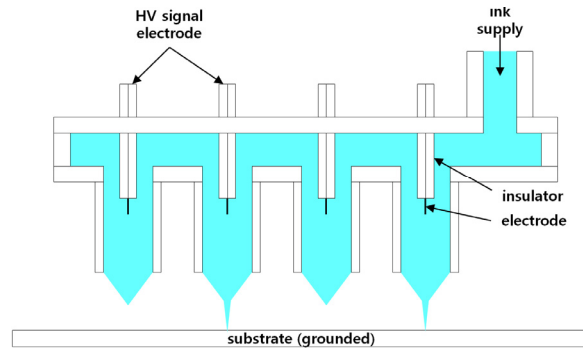 HV signal
electrode
ink
supply
insulator
electrode
substrate (grounded)